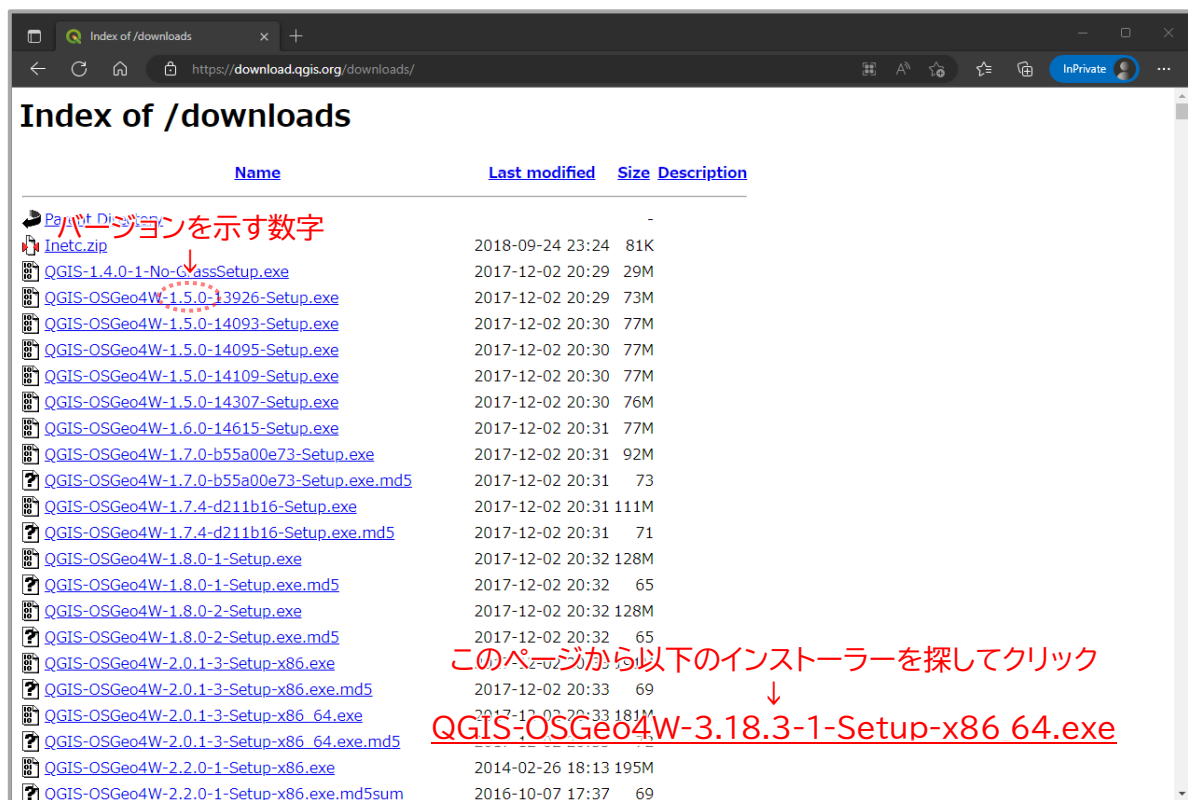 Index of /downloads
https://download.qgis.org/downloads/
InPrivate
Index of /downloads
Name Last modified Size Description
Parent Directory -
バージョンを示す数字
↓
Inetc.zip 2018-09-24 23:24 81K
QGIS-1.4.0-1-No-GrassSetup.exe 2017-12-02 20:29 29M
QGIS-OSGeo4W-1.5.0-13926-Setup.exe 2017-12-02 20:29 73M
QGIS-OSGeo4W-1.5.0-14093-Setup.exe 2017-12-02 20:30 77M
QGIS-OSGeo4W-1.5.0-14095-Setup.exe 2017-12-02 20:30 77M
QGIS-OSGeo4W-1.5.0-14109-Setup.exe 2017-12-02 20:30 77M
QGIS-OSGeo4W-1.5.0-14307-Setup.exe 2017-12-02 20:30 76M
QGIS-OSGeo4W-1.6.0-14615-Setup.exe 2017-12-02 20:31 77M
QGIS-OSGeo4W-1.7.0-b55a00e73-Setup.exe 2017-12-02 20:31 92M
QGIS-OSGeo4W-1.7.0-b55a00e73-Setup.exe.md5 2017-12-02 20:31 73
QGIS-OSGeo4W-1.7.4-d211b16-Setup.exe 2017-12-02 20:31 111M
QGIS-OSGeo4W-1.7.4-d211b16-Setup.exe.md5 2017-12-02 20:31 71
QGIS-OSGeo4W-1.8.0-1-Setup.exe 2017-12-02 20:32 128M
QGIS-OSGeo4W-1.8.0-1-Setup.exe.md5 2017-12-02 20:32 65
QGIS-OSGeo4W-1.8.0-2-Setup.exe 2017-12-02 20:32 128M
QGIS-OSGeo4W-1.8.0-2-Setup.exe.md5 2017-12-02 20:32 65
QGIS-OSGeo4W-2.0.1-3-Setup-x86.exe
このページから以下のインストーラーを探してクリック
↓
QGIS-OSGeo4W-2.0.1-3-Setup-x86.exe.md5 2017-12-02 20:33 69
QGIS-OSGeo4W-2.0.1-3-Setup-x86_64.exe 2017-12-02 20:33 181M
QGIS-OSGeo4W-3.18.3-1-Setup-x86 64.exe
QGIS-OSGeo4W-2.0.1-3-Setup-x86_64.exe.md5
QGIS-OSGeo4W-2.2.0-1-Setup-x86.exe 2014-02-26 18:13 195M
QGIS-OSGeo4W-2.2.0-1-Setup-x86.exe.md5sum 2016-10-07 17:37 69